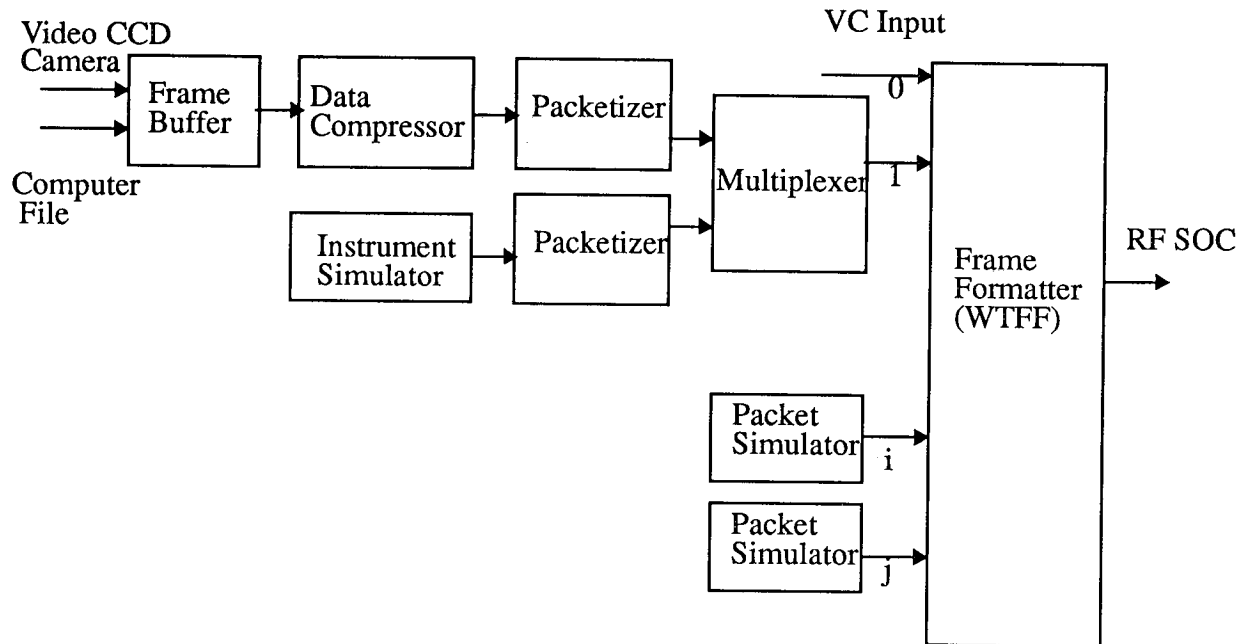 Video CCD
Camera
VC Input
Frame
Buffer
Data
Compressor
Packetizer
0
Multiplexer
1
Computer
File
Instrument
Simulator
Packetizer
Frame
Formatter
(WTFF)
RF SOC
Packet
Simulator
i
Packet
Simulator
j